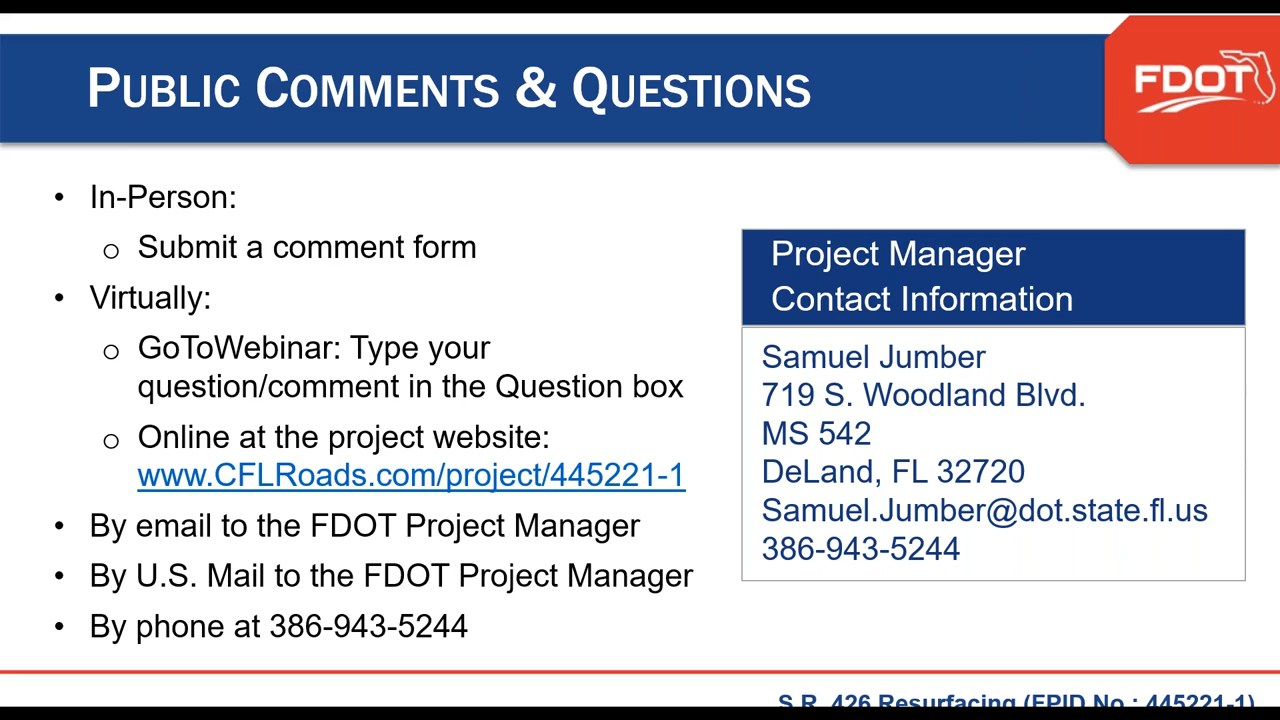 PUBLIC COMMENTS & QUESTIONS
FDOT
• In-Person:
o Submit a comment form
• Virtually:
o GoToWebinar: Type your
question/comment in the Question box
o Online at the project website:
www.CFLRoads.com/project/445221-1
• By email to the FDOT Project Manager
• By U.S. Mail to the FDOT Project Manager
• By phone at 386-943-5244
Project Manager
Contact Information
Samuel Jumber
719 S. Woodland Blvd.
MS 542
DeLand, FL 32720
Samuel.Jumber@dot.state.fl.us
386-943-5244
S.R. 426 Resurfacing (FPID No.: 445221-1)